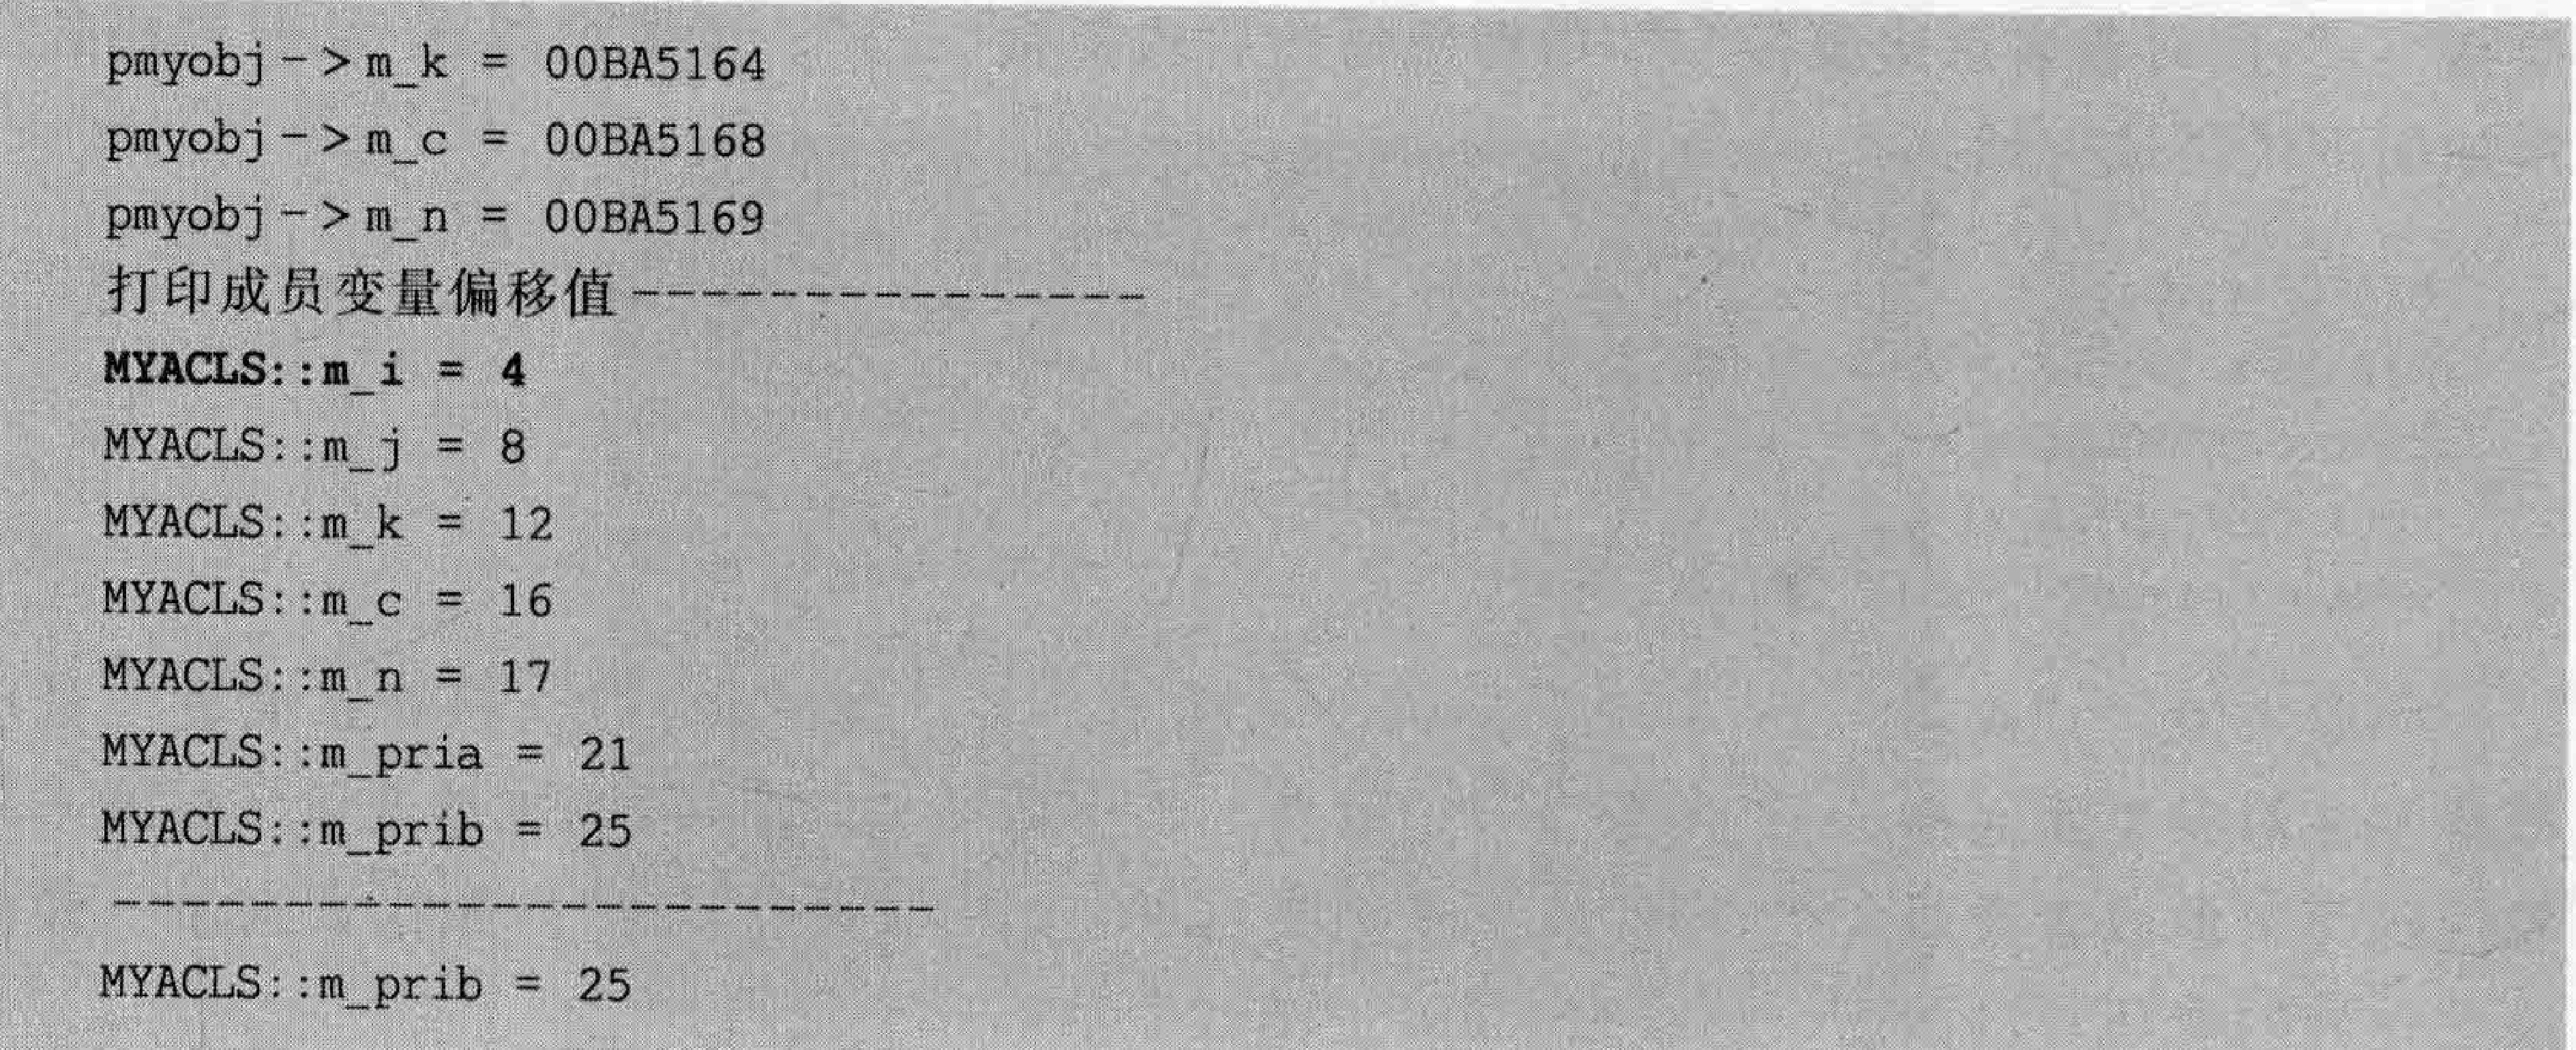 pmyobj->m_k = 00BA5164
pmyobj->m_c = 00BA5168
pmyobj->m_n = 00BA5169
打印成员变量偏移值---------------
MYACLS::m_i = 4
MYACLS::m_j = 8
MYACLS::m_k = 12
MYACLS::m_c = 16
MYACLS::m_n = 17
MYACLS::m_pria = 21
MYACLS::m_prib = 25
------------------------
MYACLS::m_prib = 25